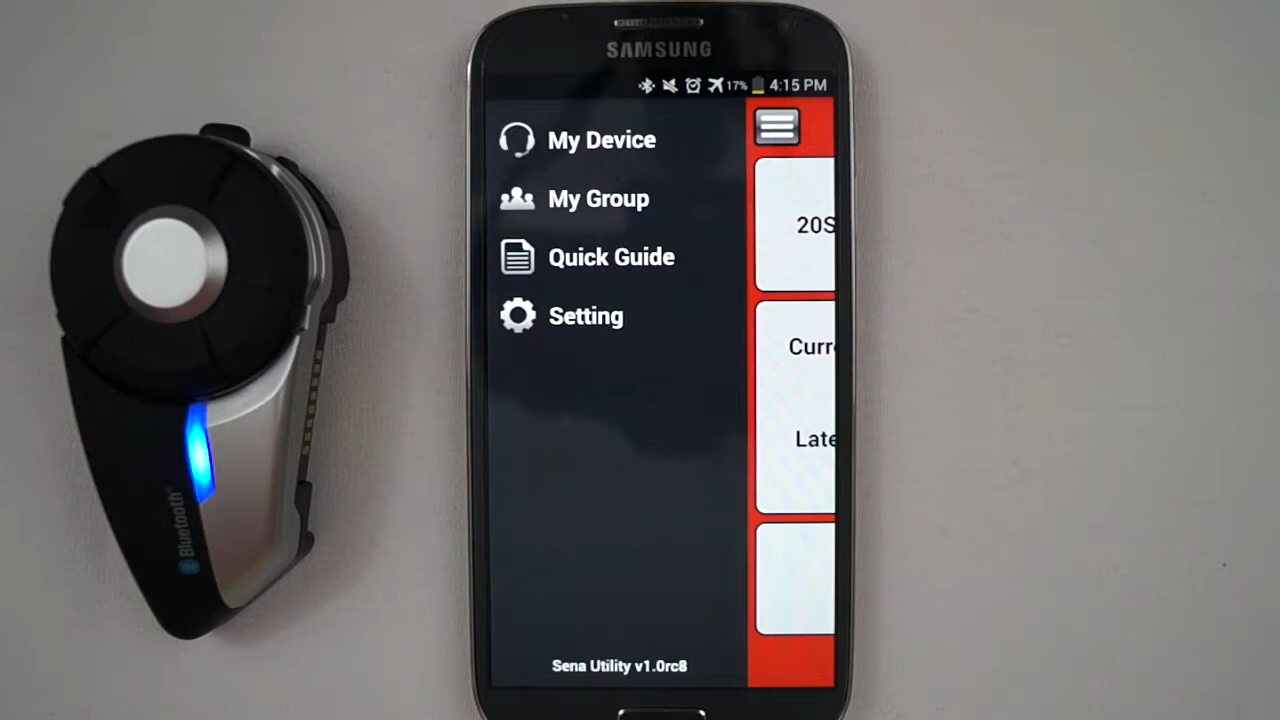 SAMSUNG
17% 4:15 PM
My Device
My Group
20S
Quick Guide
Setting
Curr
Late
Bluetooth
Sena Utility v1.0rc8